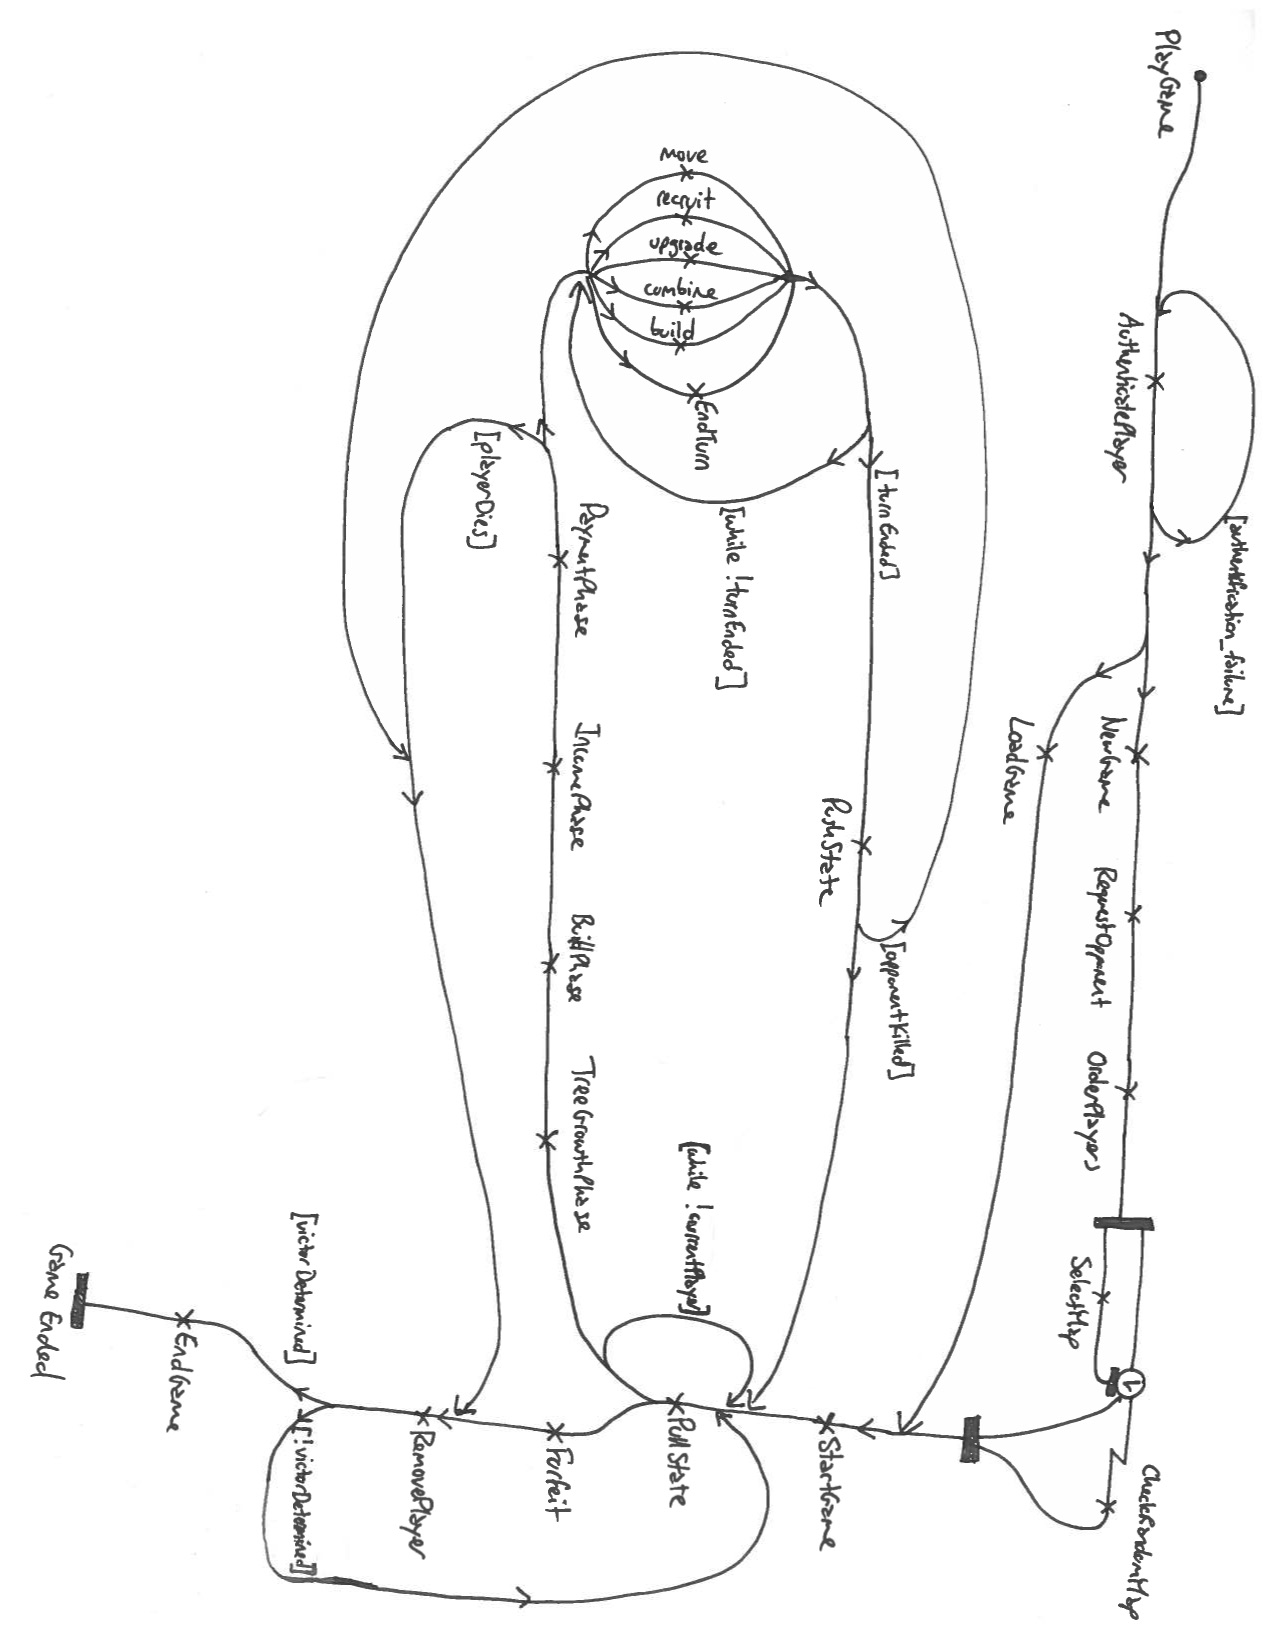 PlayGame
AuthenticatePlayer
[authentification_failure]
NewGame
RequestOpponent
OrderPlayers
SelectMap
CheckRandomMap
LoadGame
StartGame
PullState
[while !currentPlayer]
Forfeit
RemovePlayer
[victorDetermined]
[!victorDetermined]
EndGame
Game Ended
TreeGrowthPhase
BuildPhase
IncomePhase
PaymentPhase
[playerDies]
move
recruit
upgrade
combine
build
EndTurn
[while !turnEnded]
[turnEnded]
PushState
[opponentKilled]